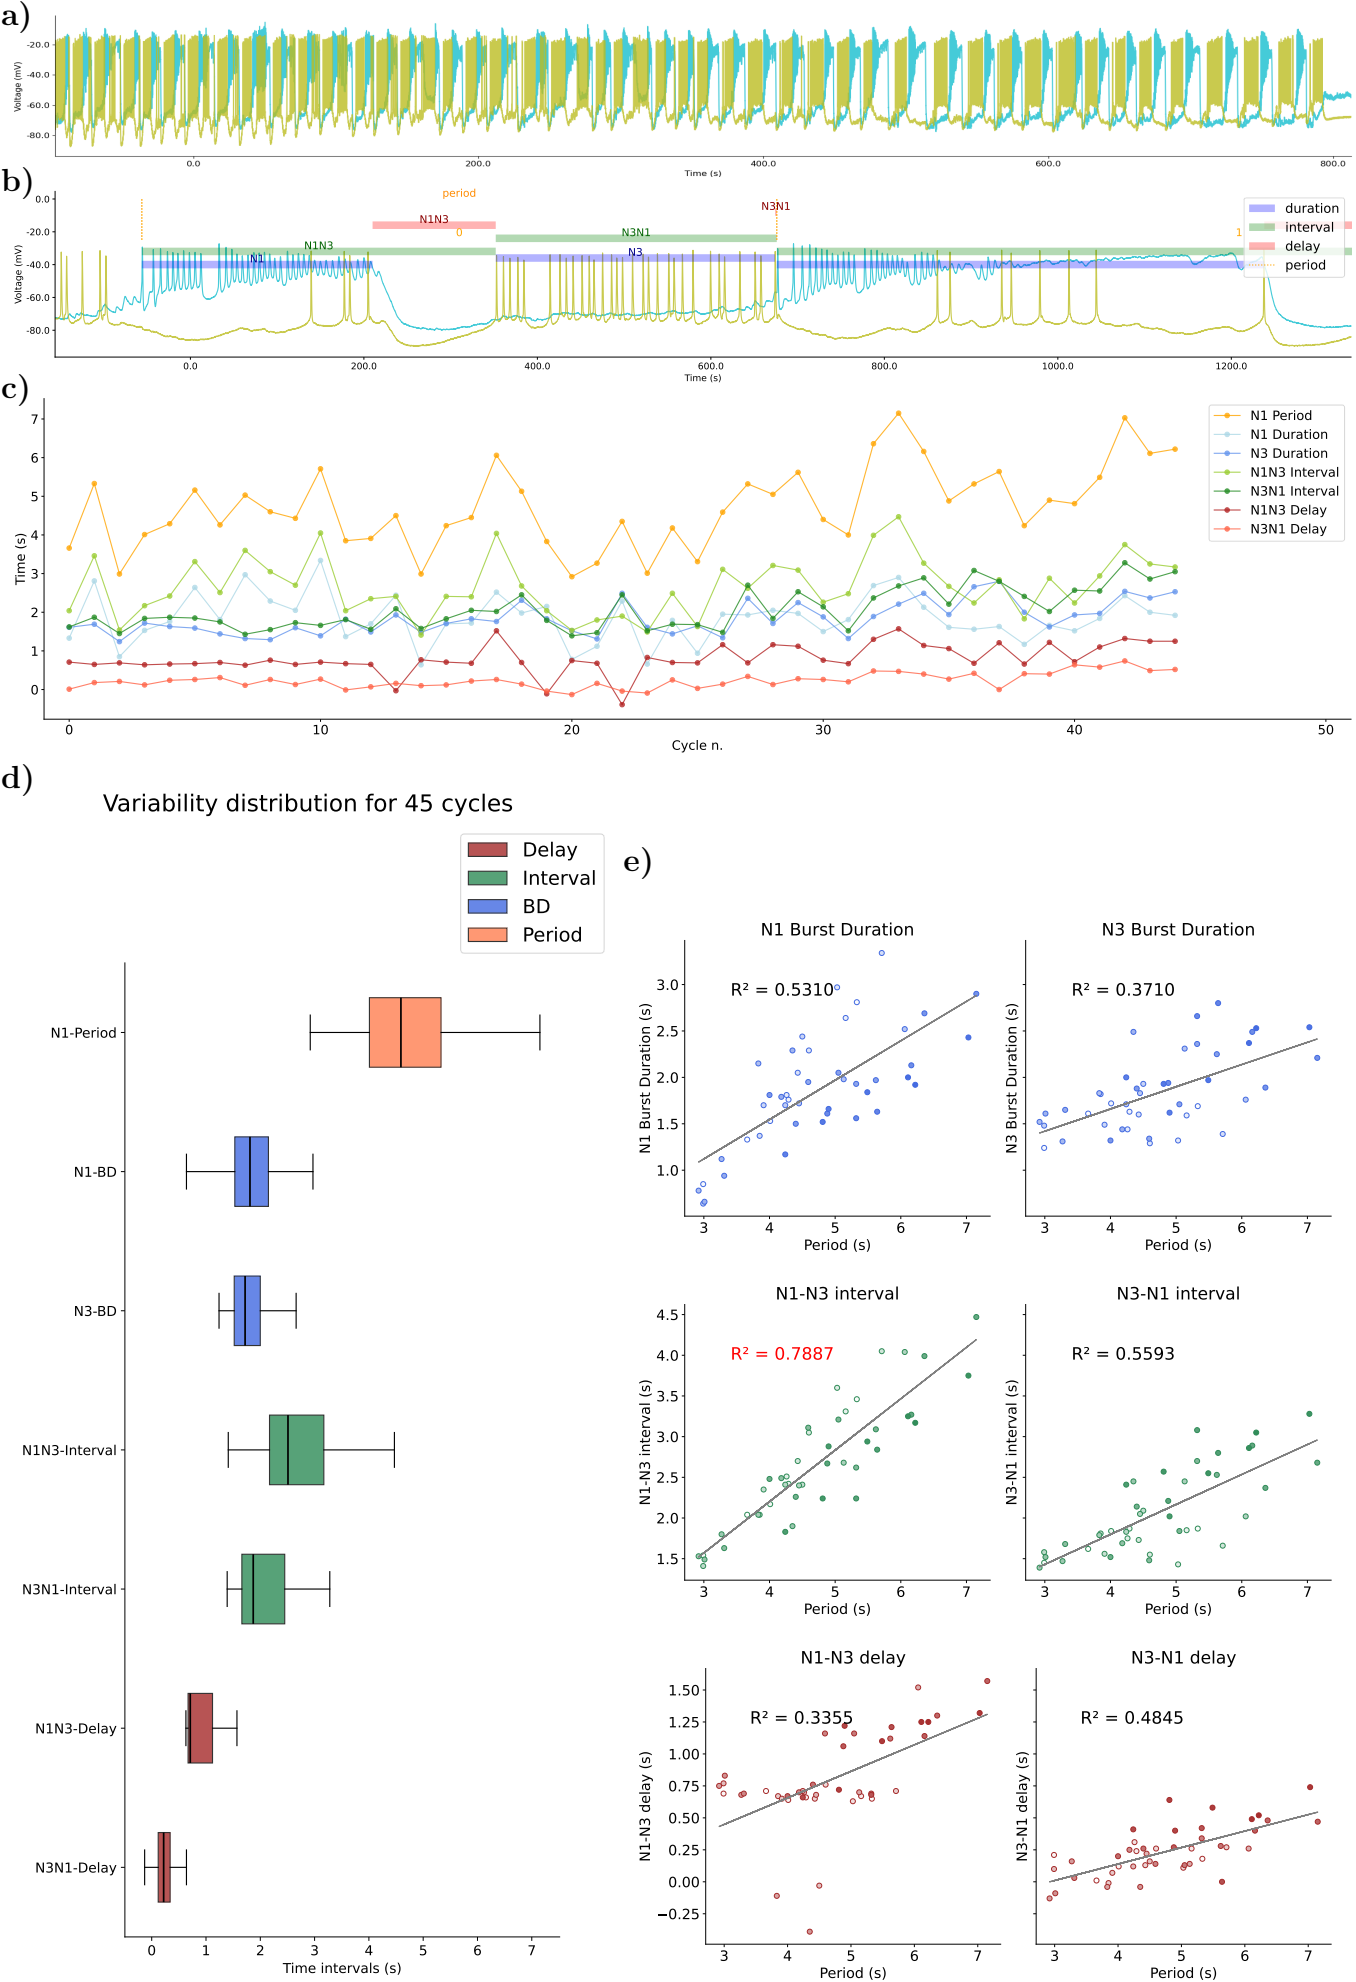 a)
Voltage (mV)
-20.0
-40.0
-60.0
-80.0
0.0 200.0 400.0 600.0 800.0
Time (s)
b)
Voltage (mV)
0.0
-20.0
-40.0
-60.0
-80.0
period
N1N3
0
N3N1
N3N1
1
N1N3
N1
N3
duration
interval
delay
period
0.0 200.0 400.0 600.0 800.0 1000.0 1200.0
Time (s)
c)
Time (s)
7
6
5
4
3
2
1
0
N1 Period
N1 Duration
N3 Duration
N1N3 Interval
N3N1 Interval
N1N3 Delay
N3N1 Delay
0 10 20 30 40 50
Cycle n.
d)
Variability distribution for 45 cycles
Delay
Interval
BD
Period
N1-Period
N1-BD
N3-BD
N1N3-Interval
N3N1-Interval
N1N3-Delay
N3N1-Delay
0 1 2 3 4 5 6 7
Time intervals (s)
e)
N1 Burst Duration
R² = 0.5310
N1 Burst Duration (s)
3.0
2.5
2.0
1.5
1.0
3 4 5 6 7
Period (s)
N3 Burst Duration
R² = 0.3710
N3 Burst Duration (s)
3 4 5 6 7
Period (s)
N1-N3 interval
R² = 0.7887
N1-N3 interval (s)
4.5
4.0
3.5
3.0
2.5
2.0
1.5
3 4 5 6 7
Period (s)
N3-N1 interval
R² = 0.5593
N3-N1 interval (s)
3 4 5 6 7
Period (s)
N1-N3 delay
R² = 0.3355
N1-N3 delay (s)
1.50
1.25
1.00
0.75
0.50
0.25
0.00
−0.25
3 4 5 6 7
Period (s)
N3-N1 delay
R² = 0.4845
N3-N1 delay (s)
3 4 5 6 7
Period (s)